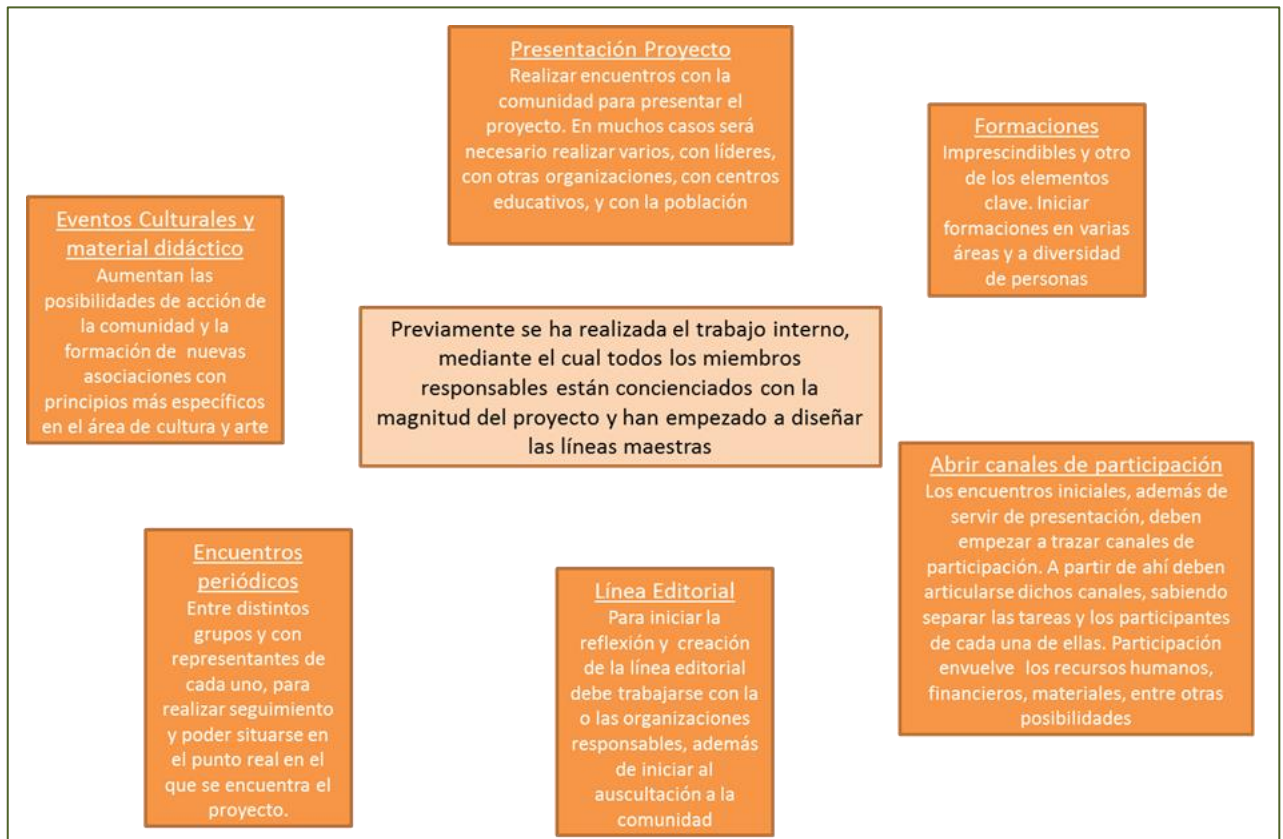 Presentación Proyecto
Realizar encuentros con la
comunidad para presentar el
proyecto. En muchos casos será
necesario realizar varios, con líderes,
con otras organizaciones, con centros
educativos, y con la población
Formaciones
Imprescindibles y otro
de los elementos
clave. Iniciar
formaciones en varias
áreas y a diversidad
de personas
Eventos Culturales y
material didáctico
Aumentan las
posibilidades de acción de
la comunidad y la
formación de nuevas
asociaciones con
principios más específicos
en el área de cultura y arte
Previamente se ha realizada el trabajo interno,
mediante el cual todos los miembros
responsables están concienciados con la
magnitud del proyecto y han empezado a diseñar
las líneas maestras
Abrir canales de participación
Los encuentros iniciales, además de
servir de presentación, deben
empezar a trazar canales de
participación. A partir de ahí deben
articularse dichos canales, sabiendo
separar las tareas y los participantes
de cada una de ellas. Participación
envuelve los recursos humanos,
financieros, materiales, entre otras
posibilidades
Encuentros
periódicos
Entre distintos
grupos y con
representantes de
cada uno, para
realizar seguimiento
y poder situarse en
el punto real en el
que se encuentra el
proyecto.
Línea Editorial
Para iniciar la
reflexión y creación
de la línea editorial
debe trabajarse con la
o las organizaciones
responsables, además
de iniciar al
auscultación a la
comunidad